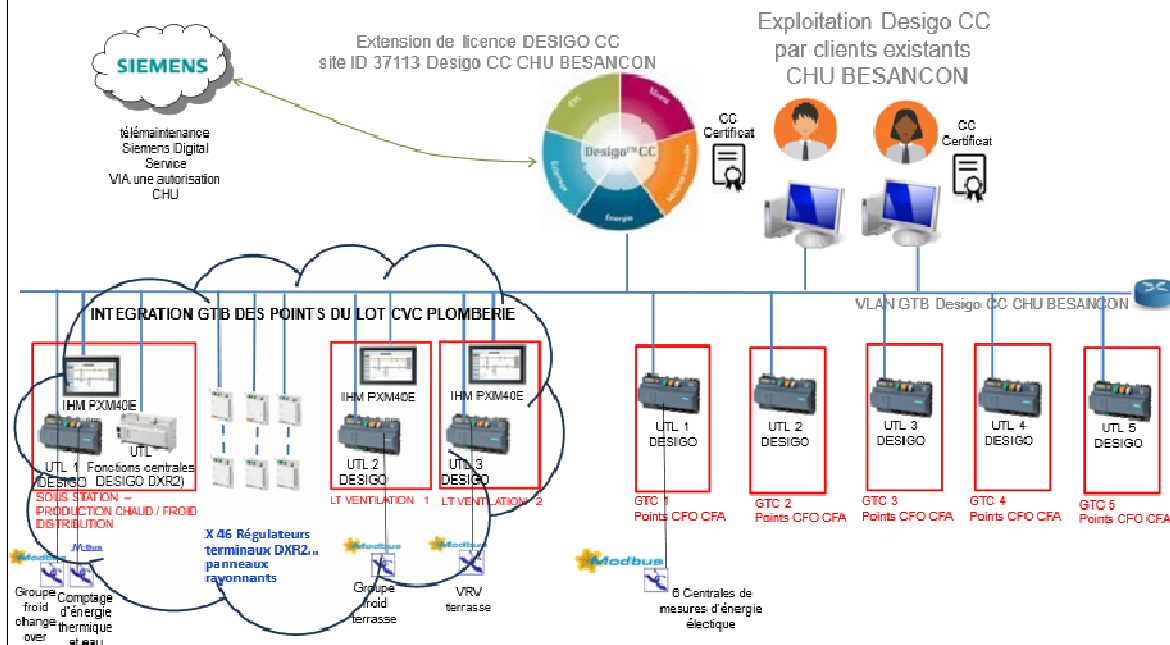 Exploitation Desigo CC
par clients existants
CHU BESANCON
Extension de licence DESIGO CC
site ID 37113 Desigo CC CHU BESANCON
SIEMENS
télémaintenance
Siemens Digital
Service
VIA une autorisation
CHU
Desigo™ CC
Énergie
Éclairage
CC
Certificat
CC
Certificat
VLAN GTB Desigo CC CHU BESANCON
INTEGRATION GTB DES POINTS DU LOT CVC PLOMBERIE
IHM PXM40E
UTL 1
DESIGO
UTL
Fonctions centrales
DESIGO DXR2)
SOUS STATION –
PRODUCTION CHAUD / FROID
DISTRIBUTION
X 46 Régulateurs
terminaux DXR2...
panneaux
rayonnants
IHM PXM40E
UTL 2
DESIGO
LT VENTILATION 1
IHM PXM40E
UTL 3
DESIGO
LT VENTILATION 2
UTL 1
DESIGO
GTC 1
Points CFO CFA
UTL 2
DESIGO
GTC 2
Points CFO CFA
UTL 3
DESIGO
GTC 3
Points CFO CFA
UTL 4
DESIGO
GTC 4
Points CFO CFA
UTL 5
DESIGO
GTC 5
Points CFO CFA
Modbus
M-Bus
Groupe
froid
change
over
Comptage
d'énergie
thermique
et eau
Modbus
Groupe
froid
terrasse
Modbus
VRV
terrasse
Modbus
6 Centrales de
mesures d'énergie
électique